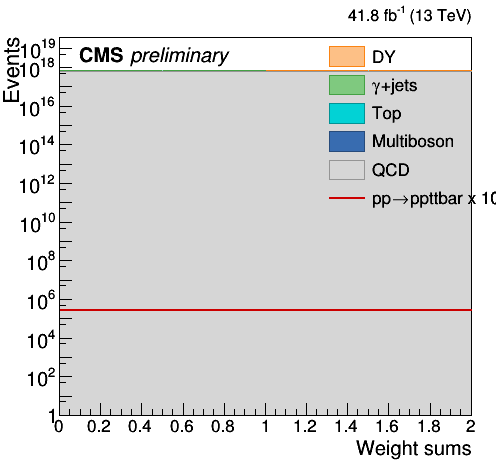 41.8 fb⁻¹ (13 TeV)
Events
CMS preliminary
DY
γ+jets
Top
Multiboson
QCD
pp→ppttbar x 10
10¹⁹
10¹⁸
10¹⁶
10¹⁴
10¹²
10¹⁰
10⁸
10⁶
10⁴
10²
1
0 0.2 0.4 0.6 0.8 1 1.2 1.4 1.6 1.8 2
Weight sums